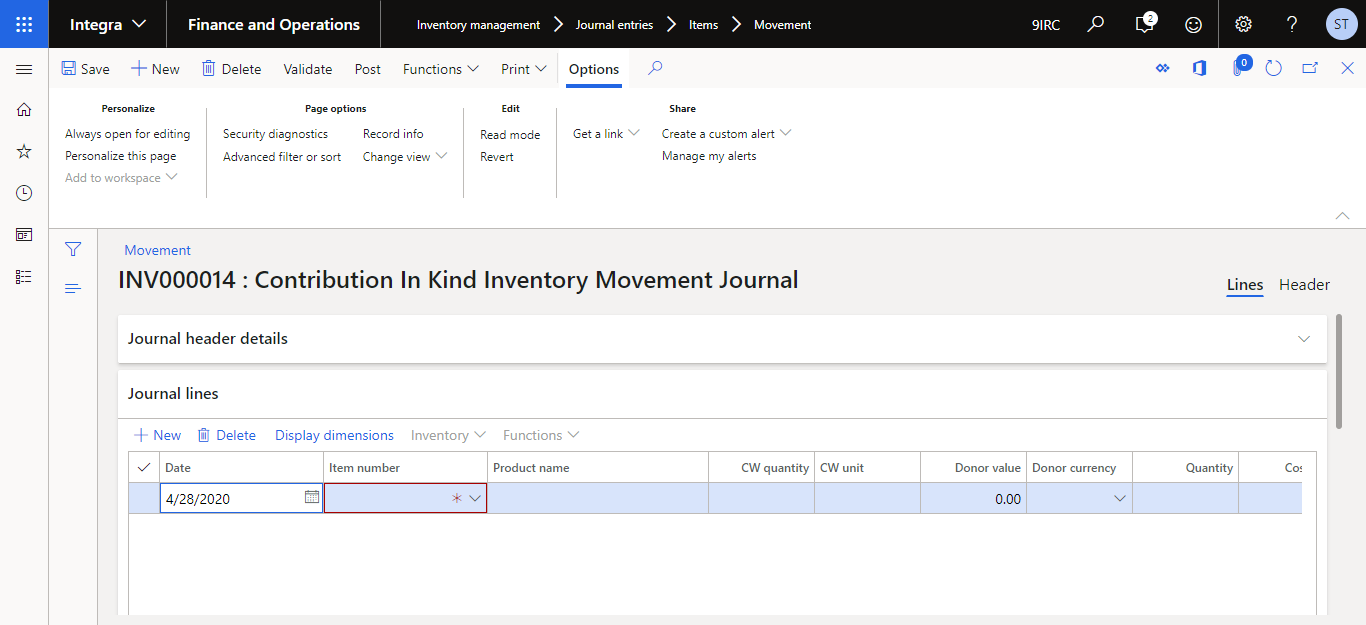 Integra Finance and Operations Inventory management Journal entries Items Movement 9IRC 2 ? ST
Save New Delete Validate Post Functions Print Options 0
Personalize Page options Edit Share
Always open for editing Security diagnostics Record info Read mode Get a link Create a custom alert
Personalize this page Advanced filter or sort Change view Revert Manage my alerts
Add to workspace
Movement
INV000014 : Contribution In Kind Inventory Movement Journal
Lines Header
Journal header details
Journal lines
New Delete Display dimensions Inventory Functions
Date Item number Product name CW quantity CW unit Donor value Donor currency Quantity Cos
4/28/2020 * 0.00